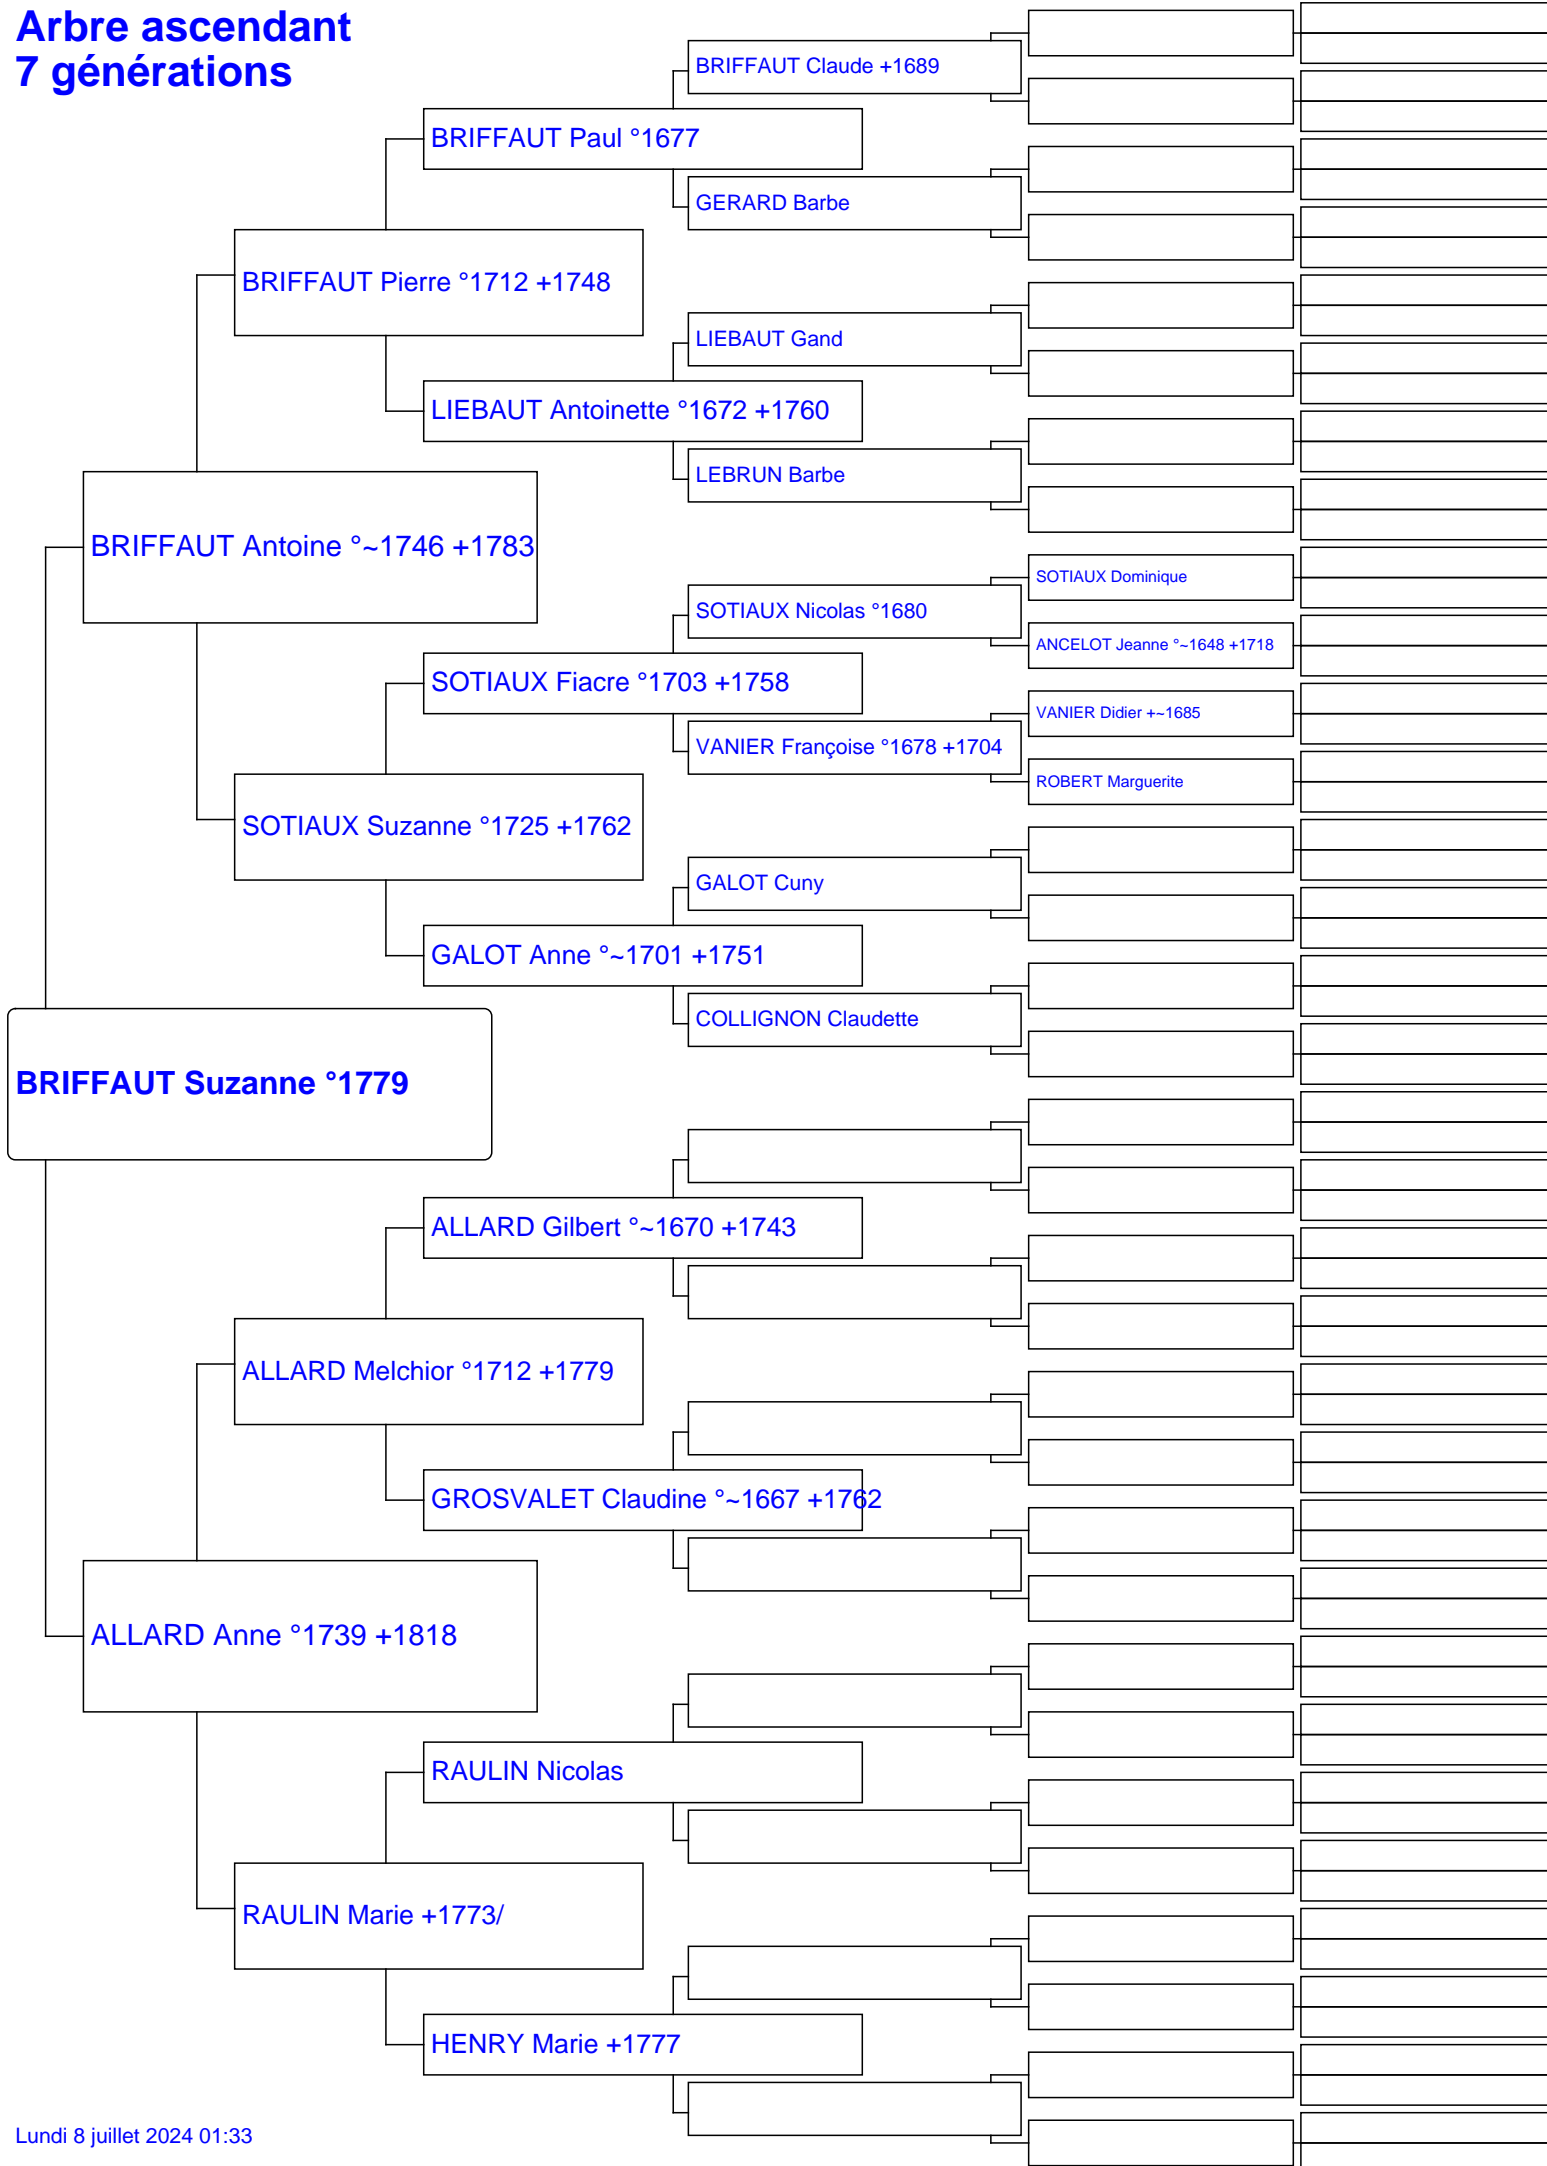 Arbre ascendant
7 générations
BRIFFAUT Claude +1689
BRIFFAUT Paul °1677
GERARD Barbe
BRIFFAUT Pierre °1712 +1748
LIEBAUT Gand
LIEBAUT Antoinette °1672 +1760
LEBRUN Barbe
BRIFFAUT Antoine °~1746 +1783
SOTIAUX Dominique
SOTIAUX Nicolas °1680
ANCELOT Jeanne °~1648 +1718
SOTIAUX Fiacre °1703 +1758
VANIER Didier +~1685
VANIER Françoise °1678 +1704
ROBERT Marguerite
SOTIAUX Suzanne °1725 +1762
GALOT Cuny
GALOT Anne °~1701 +1751
COLLIGNON Claudette
BRIFFAUT Suzanne °1779
ALLARD Gilbert °~1670 +1743
ALLARD Melchior °1712 +1779
GROSVALET Claudine °~1667 +1762
ALLARD Anne °1739 +1818
RAULIN Nicolas
RAULIN Marie +1773/
HENRY Marie +1777
Lundi 8 juillet 2024 01:33